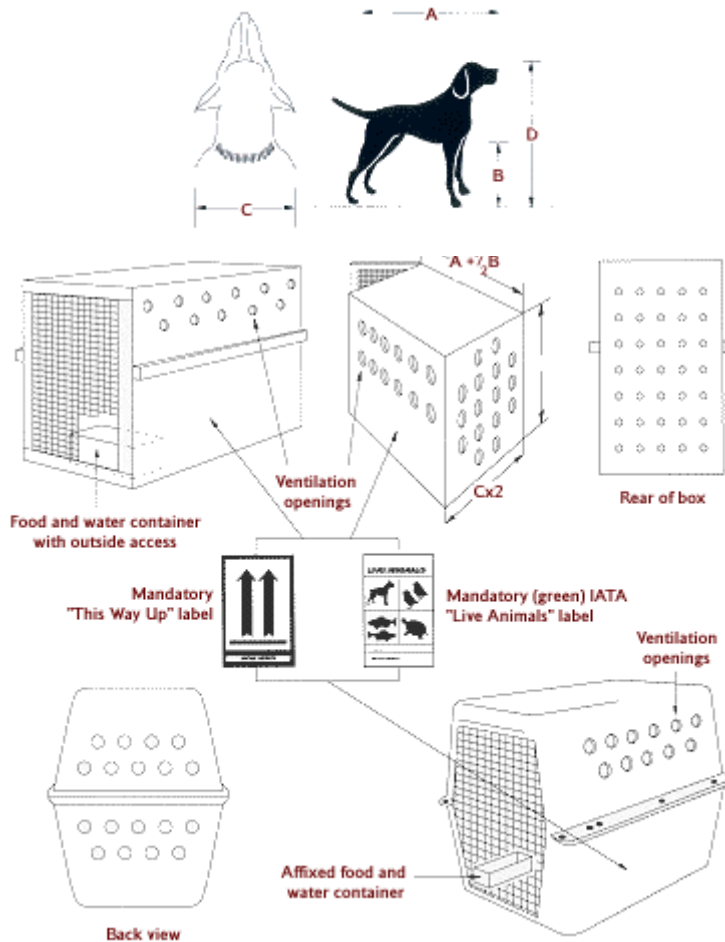 A
D
B
C
A +1/2B
Ventilation
openings
Cx2
Rear of box
Food and water container
with outside access
LIVE ANIMALS
Mandatory
"This Way Up" label
Mandatory (green) IATA
"Live Animals" label
Ventilation
openings
Affixed food and
water container
Back view